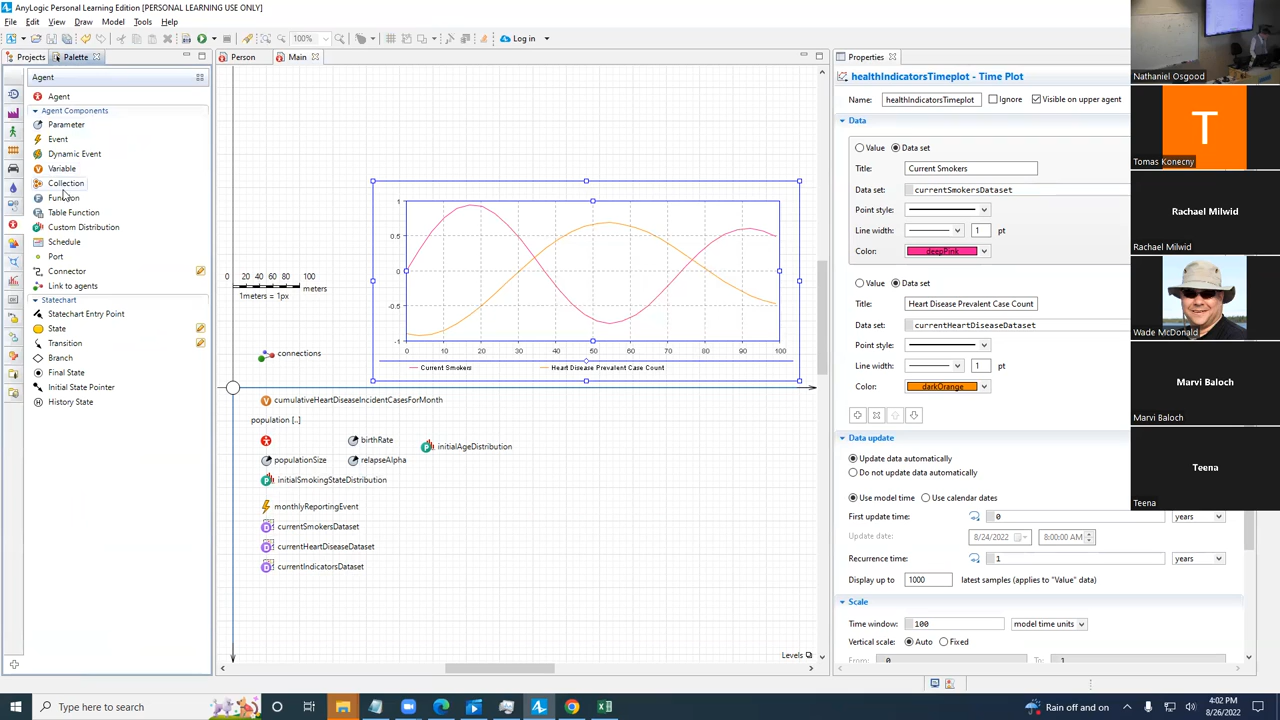 AnyLogic Personal Learning Edition [PERSONAL LEARNING USE ONLY]
File Edit View Draw Model Tools Help
100% Log in
Projects Palette Person Main Properties
Agent
Agent
Agent Components
Parameter
Event
Dynamic Event
Variable
Collection
Function
Table Function
Custom Distribution
Schedule
Port
Connector
Link to agents
Statechart
Statechart Entry Point
State
Transition
Branch
Final State
Initial State Pointer
History State
1
0.5
0
-0.5
-1
0 10 20 30 40 50 60 70 80 90 100
Current Smokers Heart Disease Prevalent Case Count
0 20 40 60 80 100
meters
1meters = 1px
connections
cumulativeHeartDiseaseIncidentCasesForMonth
population [..]
birthRate
initialAgeDistribution
populationSize relapseAlpha
initialSmokingStateDistribution
monthlyReportingEvent
currentSmokersDataset
currentHeartDiseaseDataset
currentIndicatorsDataset
Levels
healthIndicatorsTimeplot - Time Plot
Name: healthIndicatorsTimeplot Ignore Visible on upper agent
Data
Value Data set
Title: Current Smokers
Data set: currentSmokersDataset
Point style:
Line width: 1 pt
Color: deepPink
Value Data set
Title: Heart Disease Prevalent Case Count
Data set: currentHeartDiseaseDataset
Point style:
Line width: 1 pt
Color: darkOrange
Data update
Update data automatically
Do not update data automatically
Use model time Use calendar dates
First update time: 0 years
Update date: 8/24/2022 8:00:00 AM
Recurrence time: 1 years
Display up to 1000 latest samples (applies to "Value" data)
Scale
Time window: 100 model time units
Vertical scale: Auto Fixed
From: 0 To: 1
Nathaniel Osgood
T
Tomas Konecny
Rachael Milwid
Rachael Milwid
Wade McDonald
Marvi Baloch
Marvi Baloch
Teena
Teena
Type here to search
Rain off and on
4:02 PM
8/26/2022